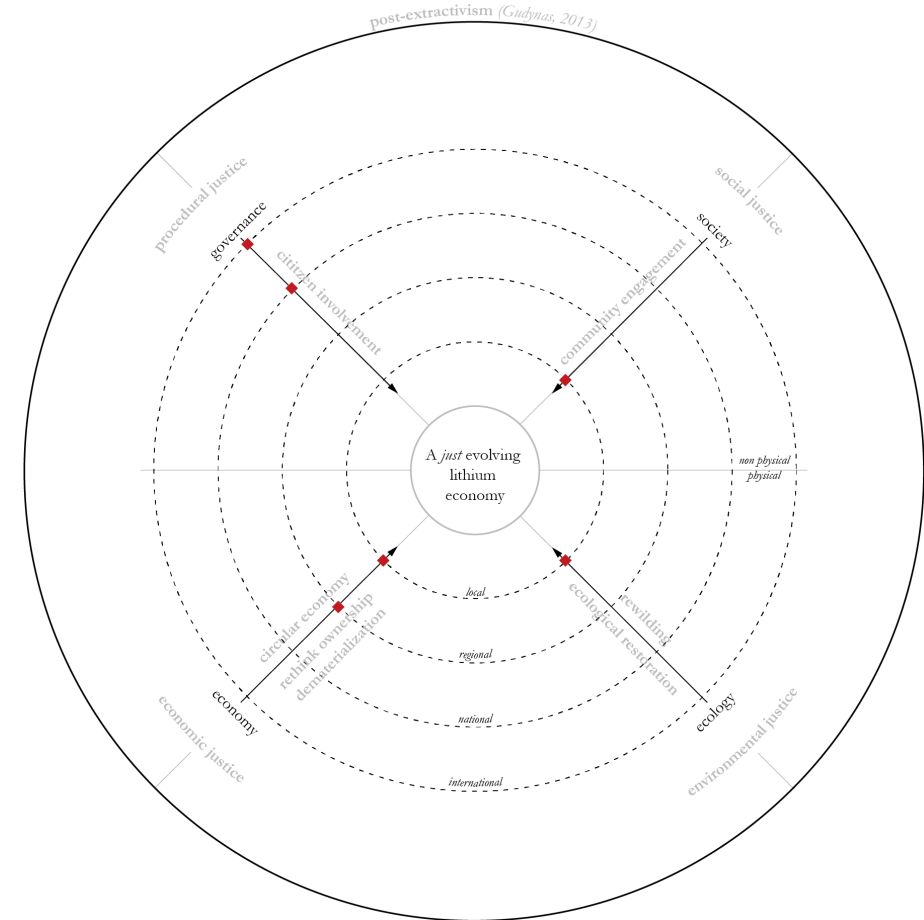 post-extractivism (Gudynas, 2013)
procedural justice
social justice
governance
society
cititzen involvement
community engagement
A just evolving
lithium
economy
non physical
physical
local
regional
national
international
circular economy
rethink ownership
dematerialization
rewilding
ecological restoration
economy
ecology
economic justice
environmental justice